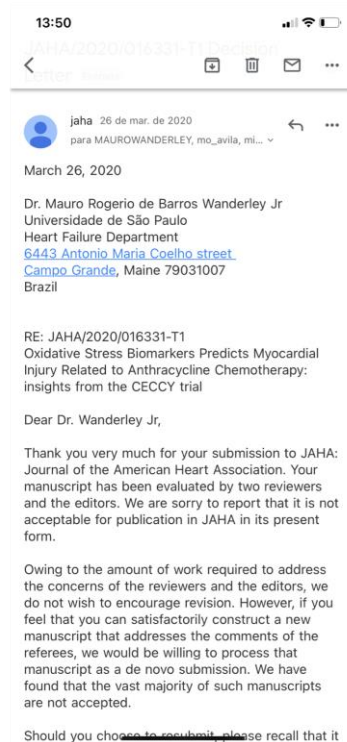 13:50
JAHA/2020/016331-T1 Decision
Letter
jaha 26 de mar. de 2020
para MAUROWANDERLEY, mo_avila, mi...
March 26, 2020
Dr. Mauro Rogerio de Barros Wanderley Jr
Universidade de São Paulo
Heart Failure Department
6443 Antonio Maria Coelho street
Campo Grande, Maine 79031007
Brazil
RE: JAHA/2020/016331-T1
Oxidative Stress Biomarkers Predicts Myocardial
Injury Related to Anthracycline Chemotherapy:
insights from the CECCY trial
Dear Dr. Wanderley Jr,
Thank you very much for your submission to JAHA:
Journal of the American Heart Association. Your
manuscript has been evaluated by two reviewers
and the editors. We are sorry to report that it is not
acceptable for publication in JAHA in its present
form.
Owing to the amount of work required to address
the concerns of the reviewers and the editors, we
do not wish to encourage revision. However, if you
feel that you can satisfactorily construct a new
manuscript that addresses the comments of the
referees, we would be willing to process that
manuscript as a de novo submission. We have
found that the vast majority of such manuscripts
are not accepted.
Should you choose to resubmit, please recall that it